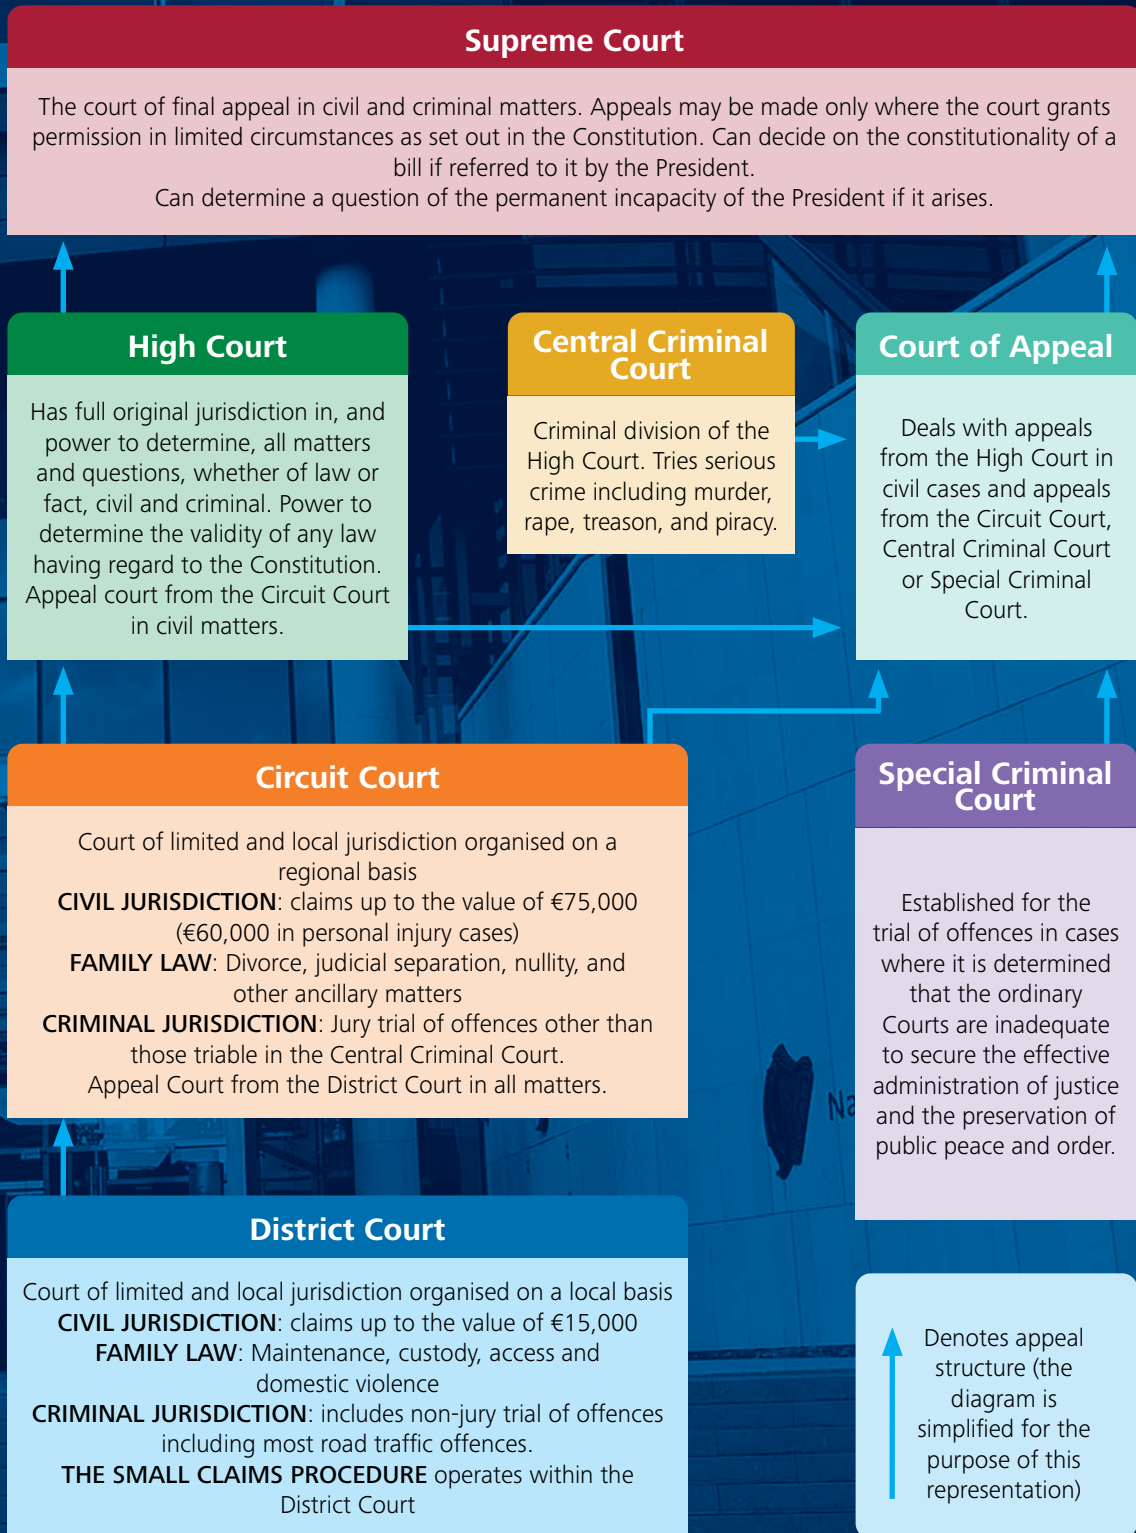 Supreme Court
The court of final appeal in civil and criminal matters. Appeals may be made only where the court grants
permission in limited circumstances as set out in the Constitution. Can decide on the constitutionality of a
bill if referred to it by the President.
Can determine a question of the permanent incapacity of the President if it arises.
High Court
Has full original jurisdiction in, and
power to determine, all matters
and questions, whether of law or
fact, civil and criminal. Power to
determine the validity of any law
having regard to the Constitution.
Appeal court from the Circuit Court
in civil matters.
Central Criminal
Court
Criminal division of the
High Court. Tries serious
crime including murder,
rape, treason, and piracy.
Court of Appeal
Deals with appeals
from the High Court in
civil cases and appeals
from the Circuit Court,
Central Criminal Court
or Special Criminal
Court.
Circuit Court
Court of limited and local jurisdiction organised on a
regional basis
CIVIL JURISDICTION: claims up to the value of €75,000
(€60,000 in personal injury cases)
FAMILY LAW: Divorce, judicial separation, nullity, and
other ancillary matters
CRIMINAL JURISDICTION: Jury trial of offences other than
those triable in the Central Criminal Court.
Appeal Court from the District Court in all matters.
Special Criminal
Court
Established for the
trial of offences in cases
where it is determined
that the ordinary
Courts are inadequate
to secure the effective
administration of justice
and the preservation of
public peace and order.
Na
District Court
Court of limited and local jurisdiction organised on a local basis
CIVIL JURISDICTION: claims up to the value of €15,000
FAMILY LAW: Maintenance, custody, access and
domestic violence
CRIMINAL JURISDICTION: includes non-jury trial of offences
including most road traffic offences.
THE SMALL CLAIMS PROCEDURE operates within the
District Court
Denotes appeal
structure (the
diagram is
simplified for the
purpose of this
representation)